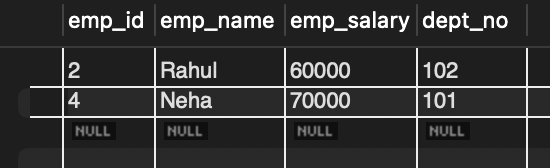 emp_id emp_name emp_salary dept_no
2 Rahul 60000 102
4 Neha 70000 101
NULL NULL NULL NULL